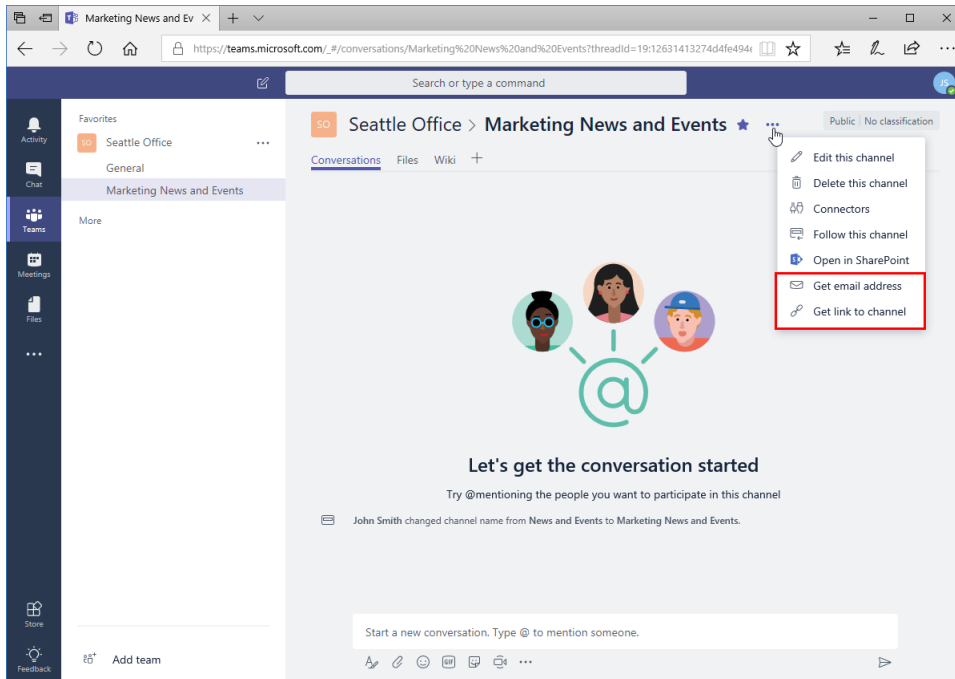 Marketing News and Ev
https://teams.microsoft.com/_#/conversations/Marketing%20News%20and%20Events?threadId=19:12631413274d4fe494e
Search or type a command
JS
Activity
Chat
Teams
Meetings
Files
Store
Feedback
Favorites
SO Seattle Office
General
Marketing News and Events
More
Add team
SO Seattle Office > Marketing News and Events
Public No classification
Conversations Files Wiki
Edit this channel
Delete this channel
Connectors
Follow this channel
Open in SharePoint
Get email address
Get link to channel
@
Let's get the conversation started
Try @mentioning the people you want to participate in this channel
John Smith changed channel name from News and Events to Marketing News and Events.
Start a new conversation. Type @ to mention someone.
GIF